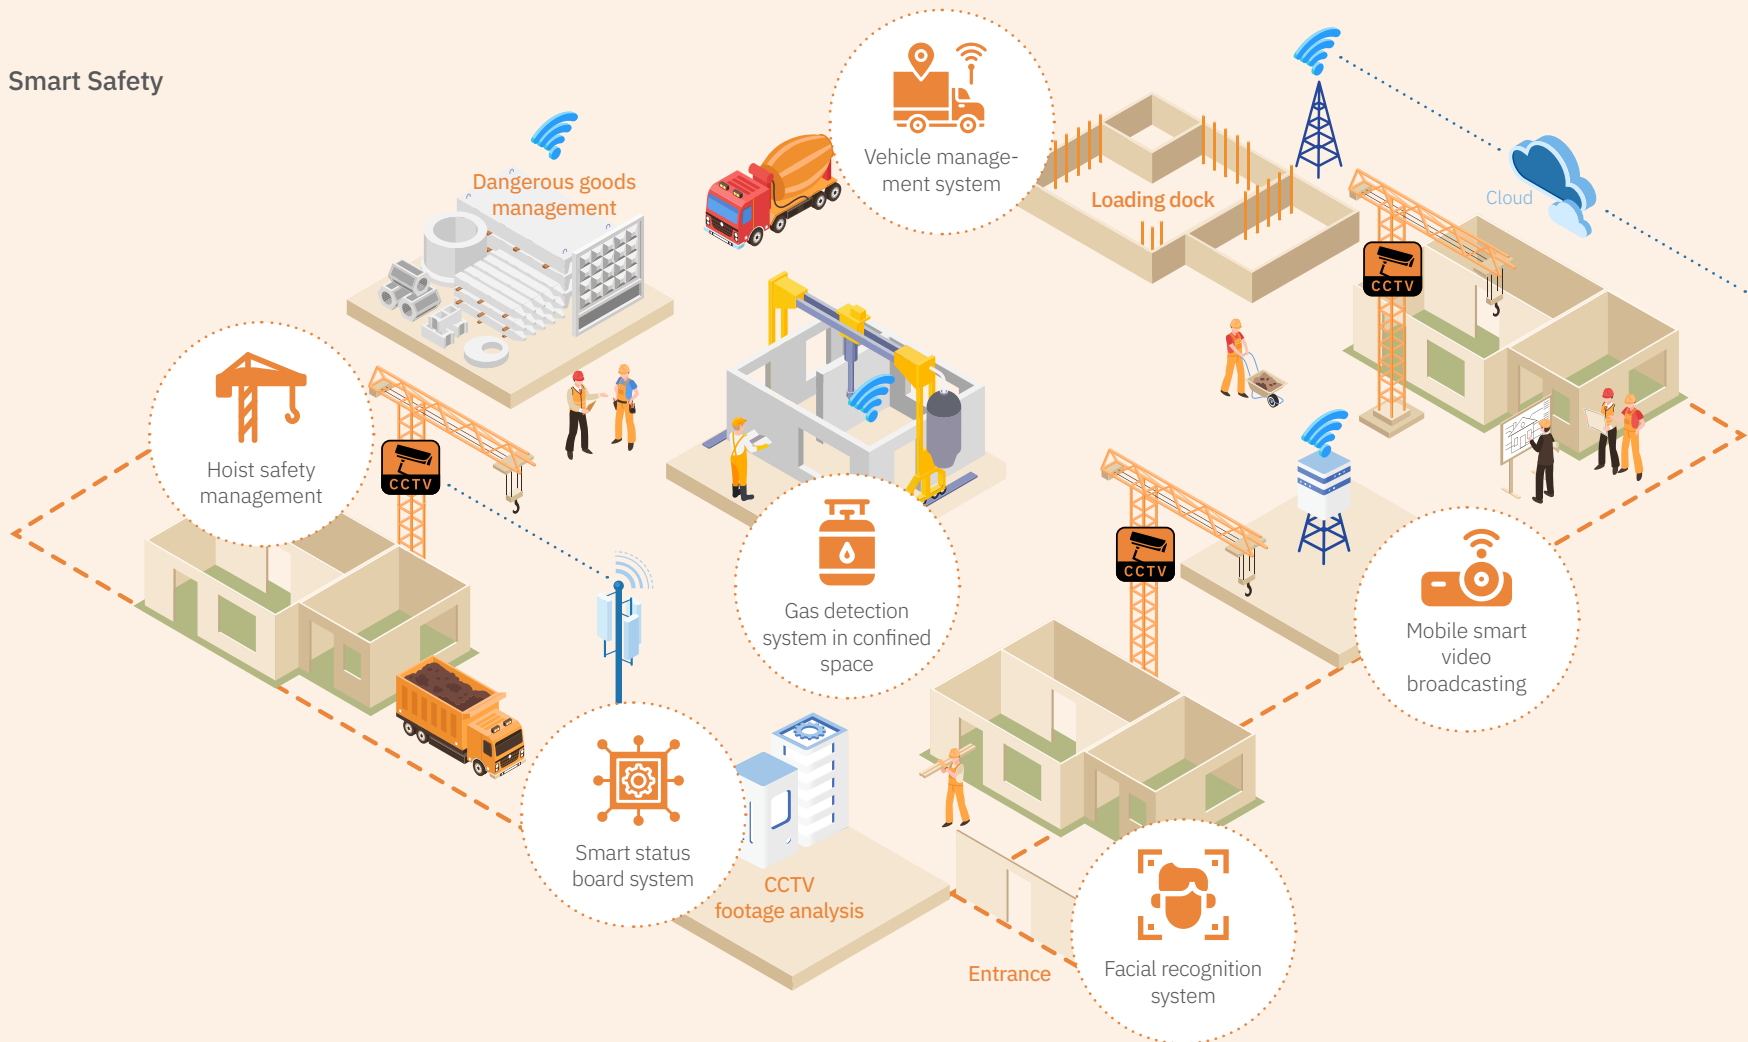 Smart Safety
Vehicle manage-
ment system
Dangerous goods
management
Loading dock
Cloud
CCTV
Hoist safety
management
CCTV
CCTV
Gas detection
system in confined
space
Mobile smart
video
broadcasting
Smart status
board system
CCTV
footage analysis
Entrance
Facial recognition
system